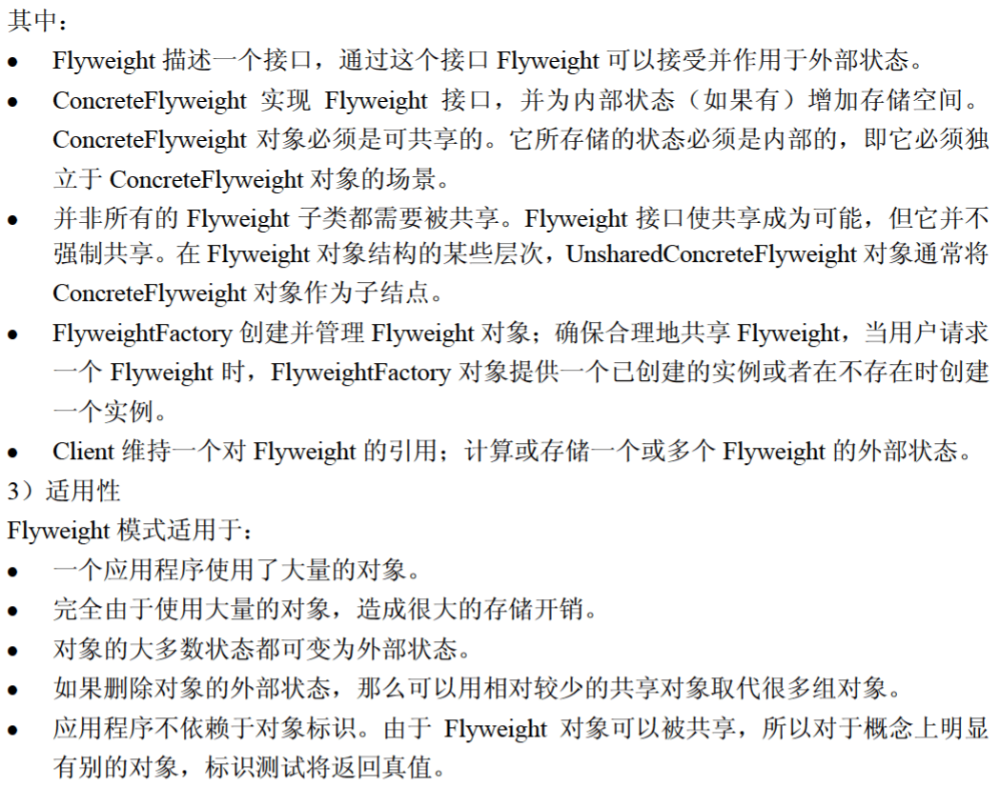 其中：
● Flyweight 描述一个接口，通过这个接口 Flyweight 可以接受并作用于外部状态。
● ConcreteFlyweight 实现 Flyweight 接口，并为内部状态（如果有）增加存储空间。
ConcreteFlyweight 对象必须是可共享的。它所存储的状态必须是内部的，即它必须独
立于 ConcreteFlyweight 对象的场景。
● 并非所有的 Flyweight 子类都需要被共享。Flyweight 接口使共享成为可能，但它并不
强制共享。在 Flyweight 对象结构的某些层次，UnsharedConcreteFlyweight 对象通常将
ConcreteFlyweight 对象作为子结点。
● FlyweightFactory 创建并管理 Flyweight 对象；确保合理地共享 Flyweight，当用户请求
一个 Flyweight 时，FlyweightFactory 对象提供一个已创建的实例或者在不存在时创建
一个实例。
● Client 维持一个对 Flyweight 的引用；计算或存储一个或多个 Flyweight 的外部状态。
3）适用性
Flyweight 模式适用于：
● 一个应用程序使用了大量的对象。
● 完全由于使用大量的对象，造成很大的存储开销。
● 对象的大多数状态都可变为外部状态。
● 如果删除对象的外部状态，那么可以用相对较少的共享对象取代很多组对象。
● 应用程序不依赖于对象标识。由于 Flyweight 对象可以被共享，所以对于概念上明显
有别的对象，标识测试将返回真值。